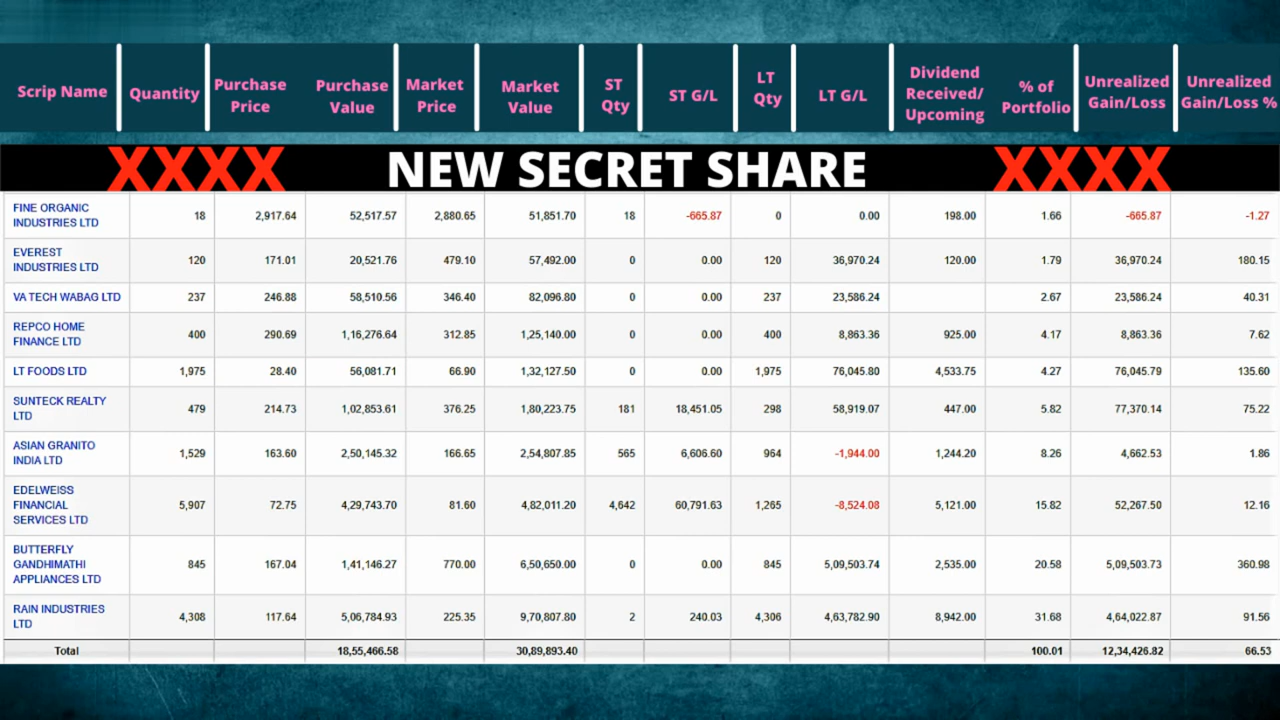 Scrip Name Quantity Purchase Price Purchase Value Market Price Market Value ST Qty ST G/L LT Qty LT G/L Dividend Received/ Upcoming % of Portfolio Unrealized Gain/Loss Unrealized Gain/Loss %
XXXX NEW SECRET SHARE XXXX
FINE ORGANIC INDUSTRIES LTD 18 2,917.64 52,517.57 2,880.65 51,851.70 18 -665.87 0 0.00 198.00 1.66 -665.87 -1.27
EVEREST INDUSTRIES LTD 120 171.01 20,521.76 479.10 57,492.00 0 0.00 120 36,970.24 120.00 1.79 36,970.24 180.15
VA TECH WABAG LTD 237 246.88 58,510.56 346.40 82,096.80 0 0.00 237 23,586.24 2.67 23,586.24 40.31
REPCO HOME FINANCE LTD 400 290.69 1,16,276.64 312.85 1,25,140.00 0 0.00 400 8,863.36 925.00 4.17 8,863.36 7.62
LT FOODS LTD 1,975 28.40 56,081.71 66.90 1,32,127.50 0 0.00 1,975 76,045.80 4,533.75 4.27 76,045.79 135.60
SUNTECK REALTY LTD 479 214.73 1,02,853.61 376.25 1,80,223.75 181 18,451.05 298 58,919.07 447.00 5.82 77,370.14 75.22
ASIAN GRANITO INDIA LTD 1,529 163.60 2,50,145.32 166.65 2,54,807.85 565 6,606.60 964 -1,944.00 1,244.20 8.26 4,662.53 1.86
EDELWEISS FINANCIAL SERVICES LTD 5,907 72.75 4,29,743.70 81.60 4,82,011.20 4,642 60,791.63 1,265 -8,524.08 5,121.00 15.82 52,267.50 12.16
BUTTERFLY GANDHIMATHI APPLIANCES LTD 845 167.04 1,41,146.27 770.00 6,50,650.00 0 0.00 845 5,09,503.74 2,535.00 20.58 5,09,503.73 360.98
RAIN INDUSTRIES LTD 4,308 117.64 5,06,784.93 225.35 9,70,807.80 2 240.03 4,306 4,63,782.90 8,942.00 31.68 4,64,022.87 91.56
Total 18,55,466.58 30,89,893.40 100.01 12,34,426.82 66.53